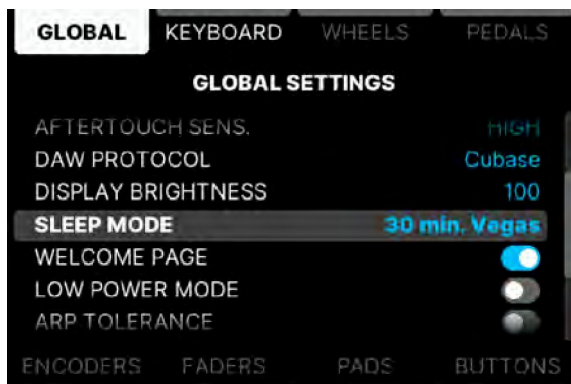 GLOBAL KEYBOARD WHEELS PEDALS
GLOBAL SETTINGS
AFTERTOUCH SENS. HIGH
DAW PROTOCOL Cubase
DISPLAY BRIGHTNESS 100
SLEEP MODE 30 min. Vegas
WELCOME PAGE
LOW POWER MODE
ARP TOLERANCE
ENCODERS FADERS PADS BUTTONS